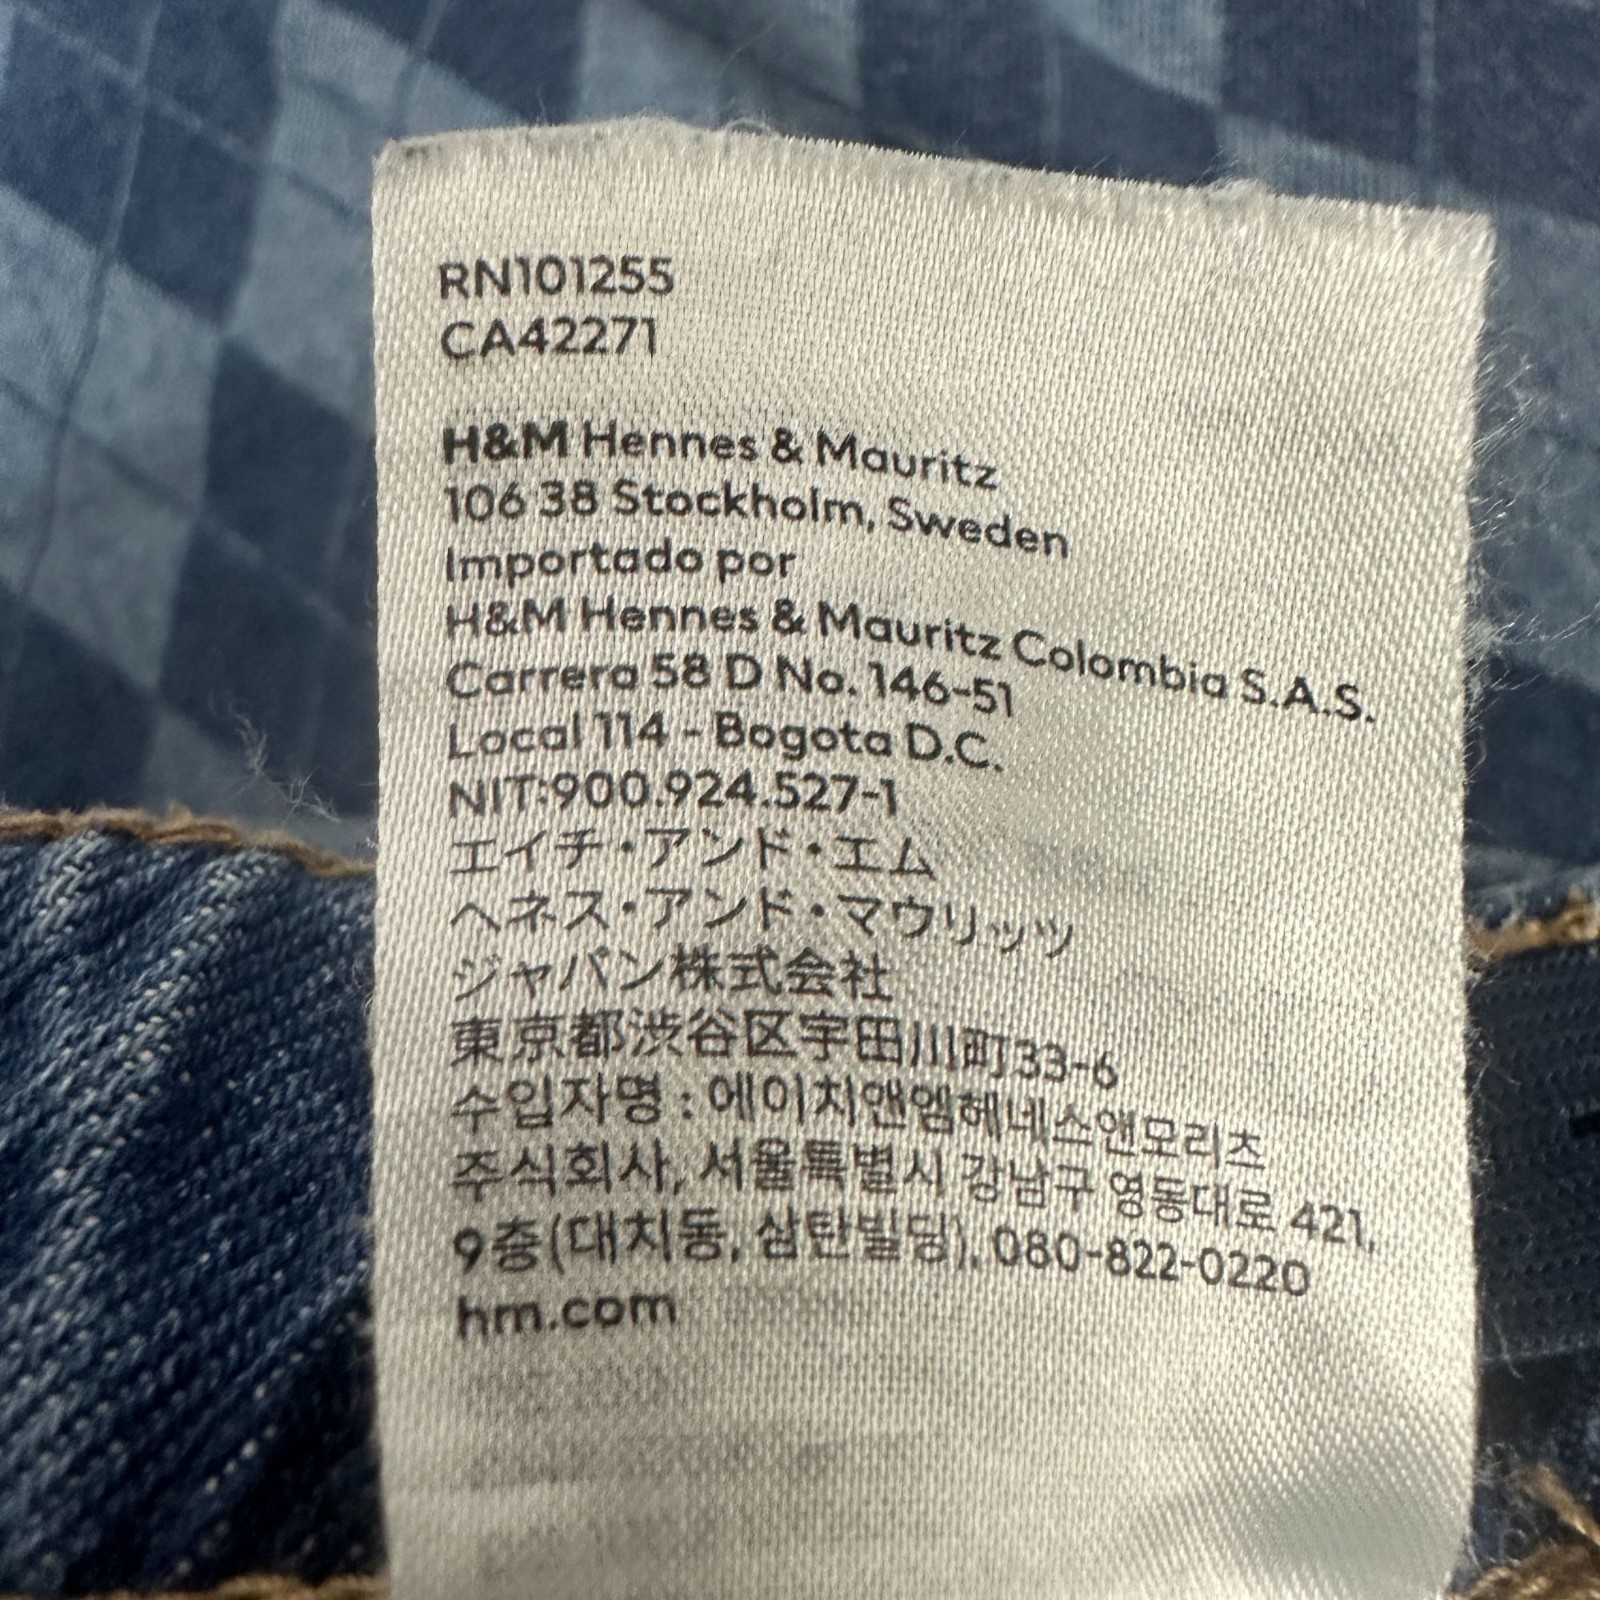 RN101255
CA42271
H&M Hennes & Mauritz
106 38 Stockholm, Sweden
Importado por
H&M Hennes & Mauritz Colombia S.A.S.
Carrera 58 D No. 146-51
Local 114 - Bogota D.C.
NIT:900.924.527-1
エイチ・アンド・エム
ヘネス・アンド・マウリッツ
ジャパン株式会社
東京都渋谷区宇田川町33-6
수입자명 : 에이치앤엠헤네스앤모리츠
주식회사, 서울특별시 강남구 영동대로 421,
9층(대치동, 삼탄빌딩), 080-822-0220
hm.com